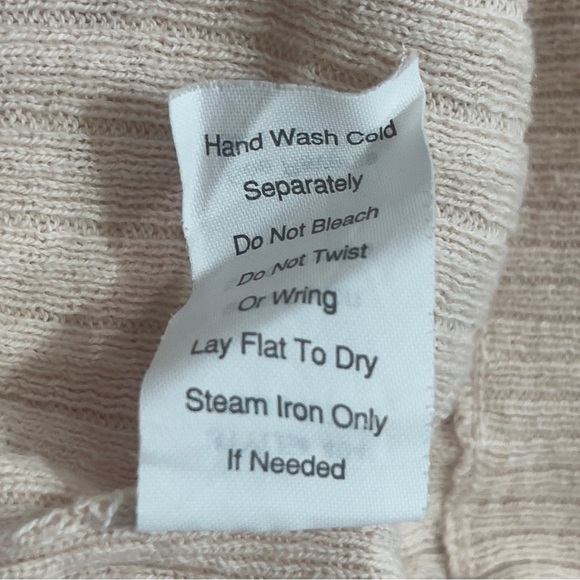 Hand Wash Cold
Separately
Do Not Bleach
Do Not Twist
Or Wring
Lay Flat To Dry
Steam Iron Only
If Needed